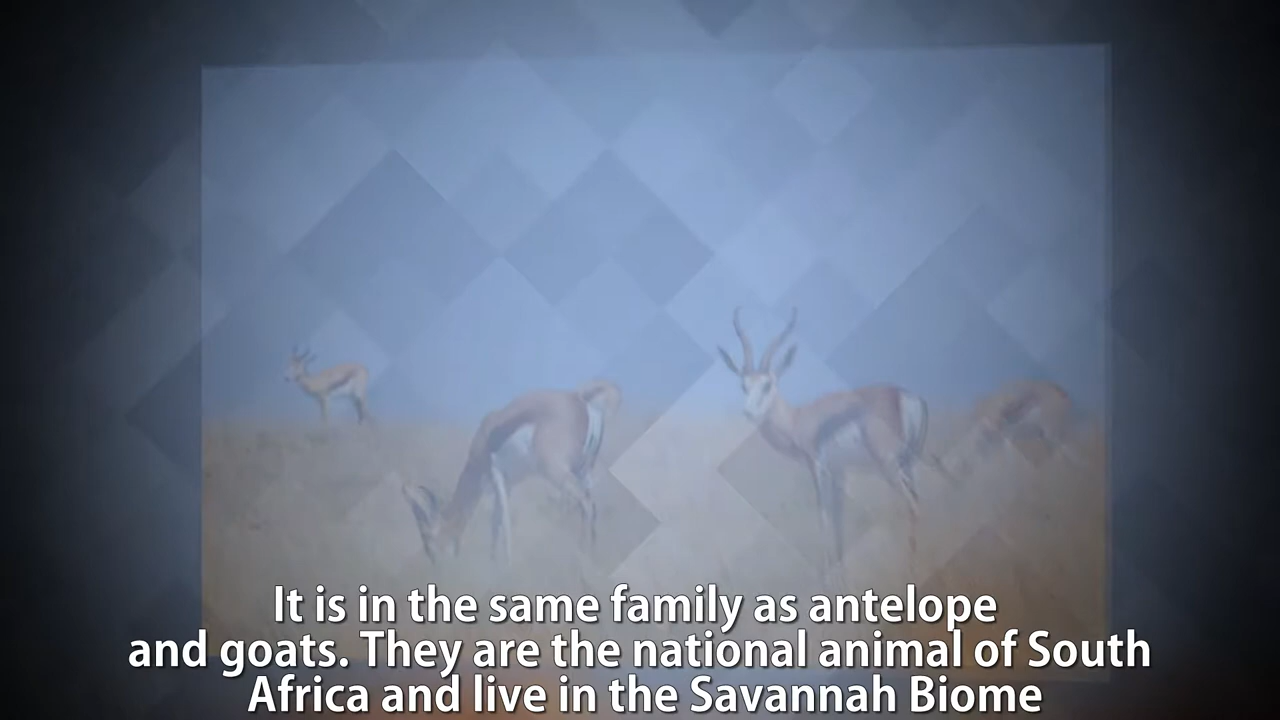 It is in the same family as antelope
and goats. They are the national animal of South
Africa and live in the Savannah Biome